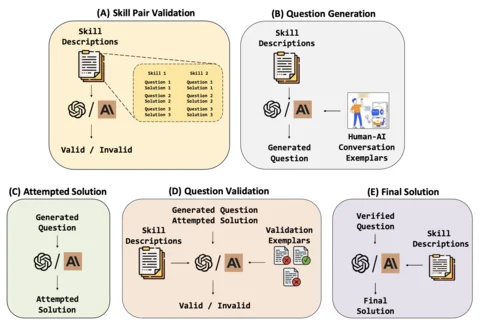 (A) Skill Pair Validation
Skill
Descriptions
Skill 1 Skill 2
Question 1 Question 1
Solution 1 Solution 1
Question 2 Question 2
Solution 2 Solution 2
Question 3 Question 3
Solution 3 Solution 3
/ A\
Valid / Invalid
(B) Question Generation
Skill
Descriptions
/ A\
Generated
Question
Human-AI
Conversation
Exemplars
(C) Attempted Solution
Generated
Question
/ A\
Attempted
Solution
(D) Question Validation
Generated Question
Attempted Solution
Skill
Descriptions
Validation
Exemplars
/ A\
Valid / Invalid
(E) Final Solution
Verified
Question
Skill
Descriptions
/ A\
Final
Solution